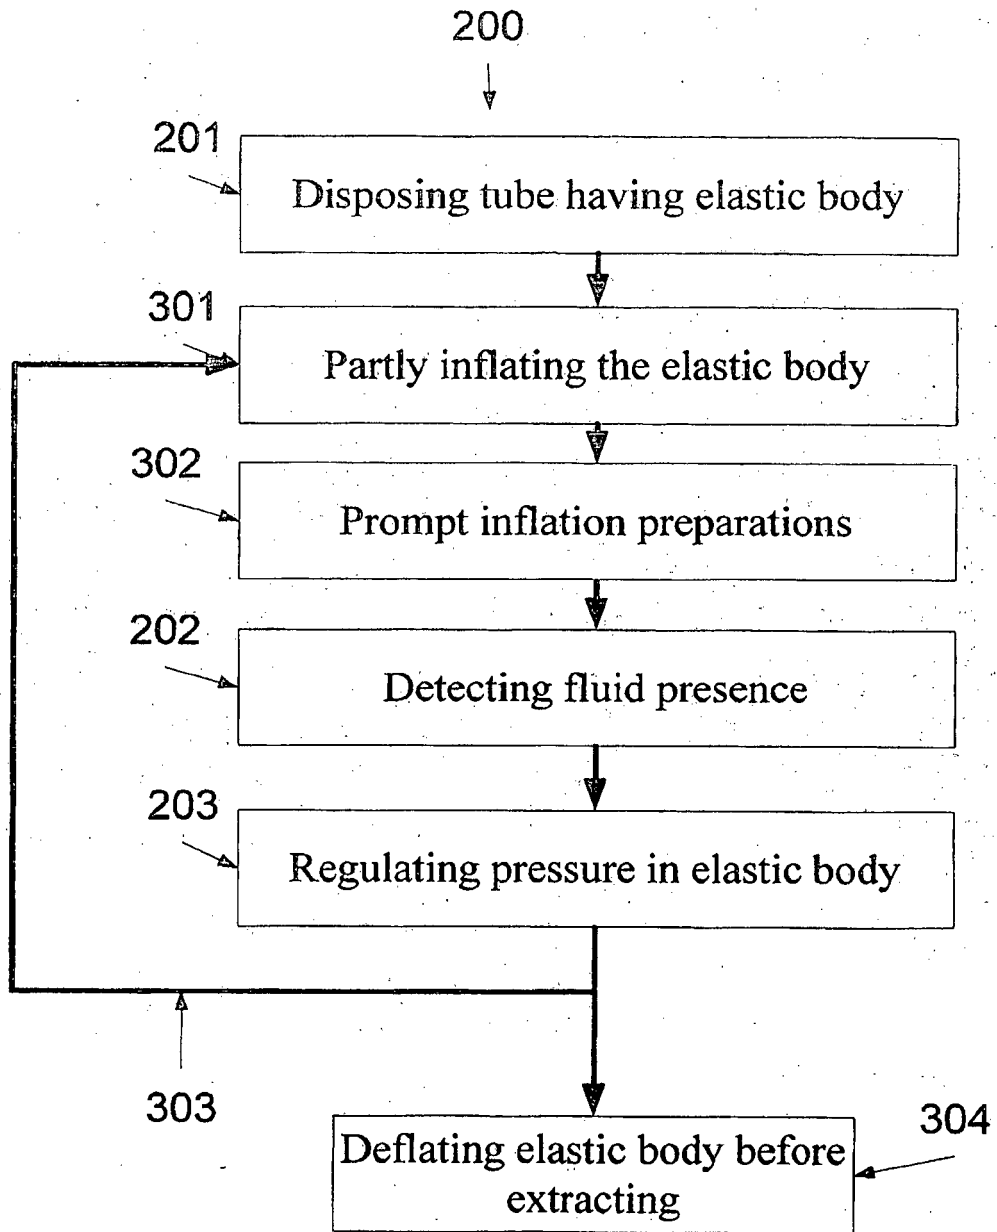 200
201
Disposing tube having elastic body
301
Partly inflating the elastic body
302
Prompt inflation preparations
202
Detecting fluid presence
203
Regulating pressure in elastic body
303
304
Deflating elastic body before
extracting